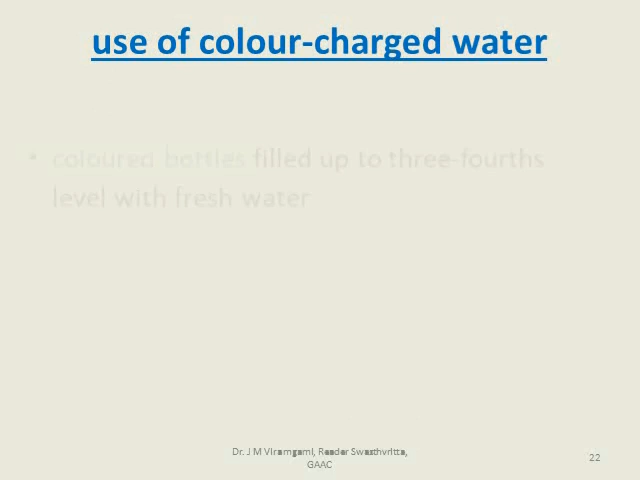 use of colour-charged water
• coloured bottles filled up to three-fourths
level with fresh water
Dr. J M Viramgami, Reader Swasthvritta,
GAAC
22